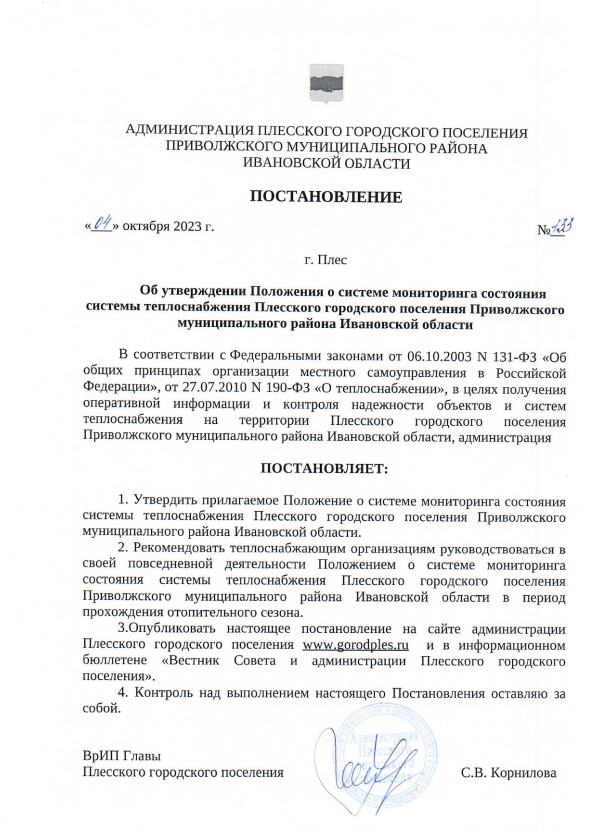 АДМИНИСТРАЦИЯ ПЛЕССКОГО ГОРОДСКОГО ПОСЕЛЕНИЯ
ПРИВОЛЖСКОГО МУНИЦИПАЛЬНОГО РАЙОНА
ИВАНОВСКОЙ ОБЛАСТИ
ПОСТАНОВЛЕНИЕ
«04» октября 2023 г. №133
г. Плес
Об утверждении Положения о системе мониторинга состояния
системы теплоснабжения Плесского городского поселения Приволжского
муниципального района Ивановской области
В соответствии с Федеральными законами от 06.10.2003 N 131-ФЗ «Об
общих принципах организации местного самоуправления в Российской
Федерации», от 27.07.2010 N 190-ФЗ «О теплоснабжении», в целях получения
оперативной информации и контроля надежности объектов и систем
теплоснабжения на территории Плесского городского поселения
Приволжского муниципального района Ивановской области, администрация
ПОСТАНОВЛЯЕТ:
1. Утвердить прилагаемое Положение о системе мониторинга состояния
системы теплоснабжения Плесского городского поселения Приволжского
муниципального района Ивановской области.
2. Рекомендовать теплоснабжающим организациям руководствоваться в
своей повседневной деятельности Положением о системе мониторинга
состояния системы теплоснабжения Плесского городского поселения
Приволжского муниципального района Ивановской области в период
прохождения отопительного сезона.
3.Опубликовать настоящее постановление на сайте администрации
Плесского городского поселения www.gorodples.ru и в информационном
бюллетене «Вестник Совета и администрации Плесского городского
поселения».
4. Контроль над выполнением настоящего Постановления оставляю за
собой.
ВрИП Главы
Плесского городского поселения С.В. Корнилова
Администрация